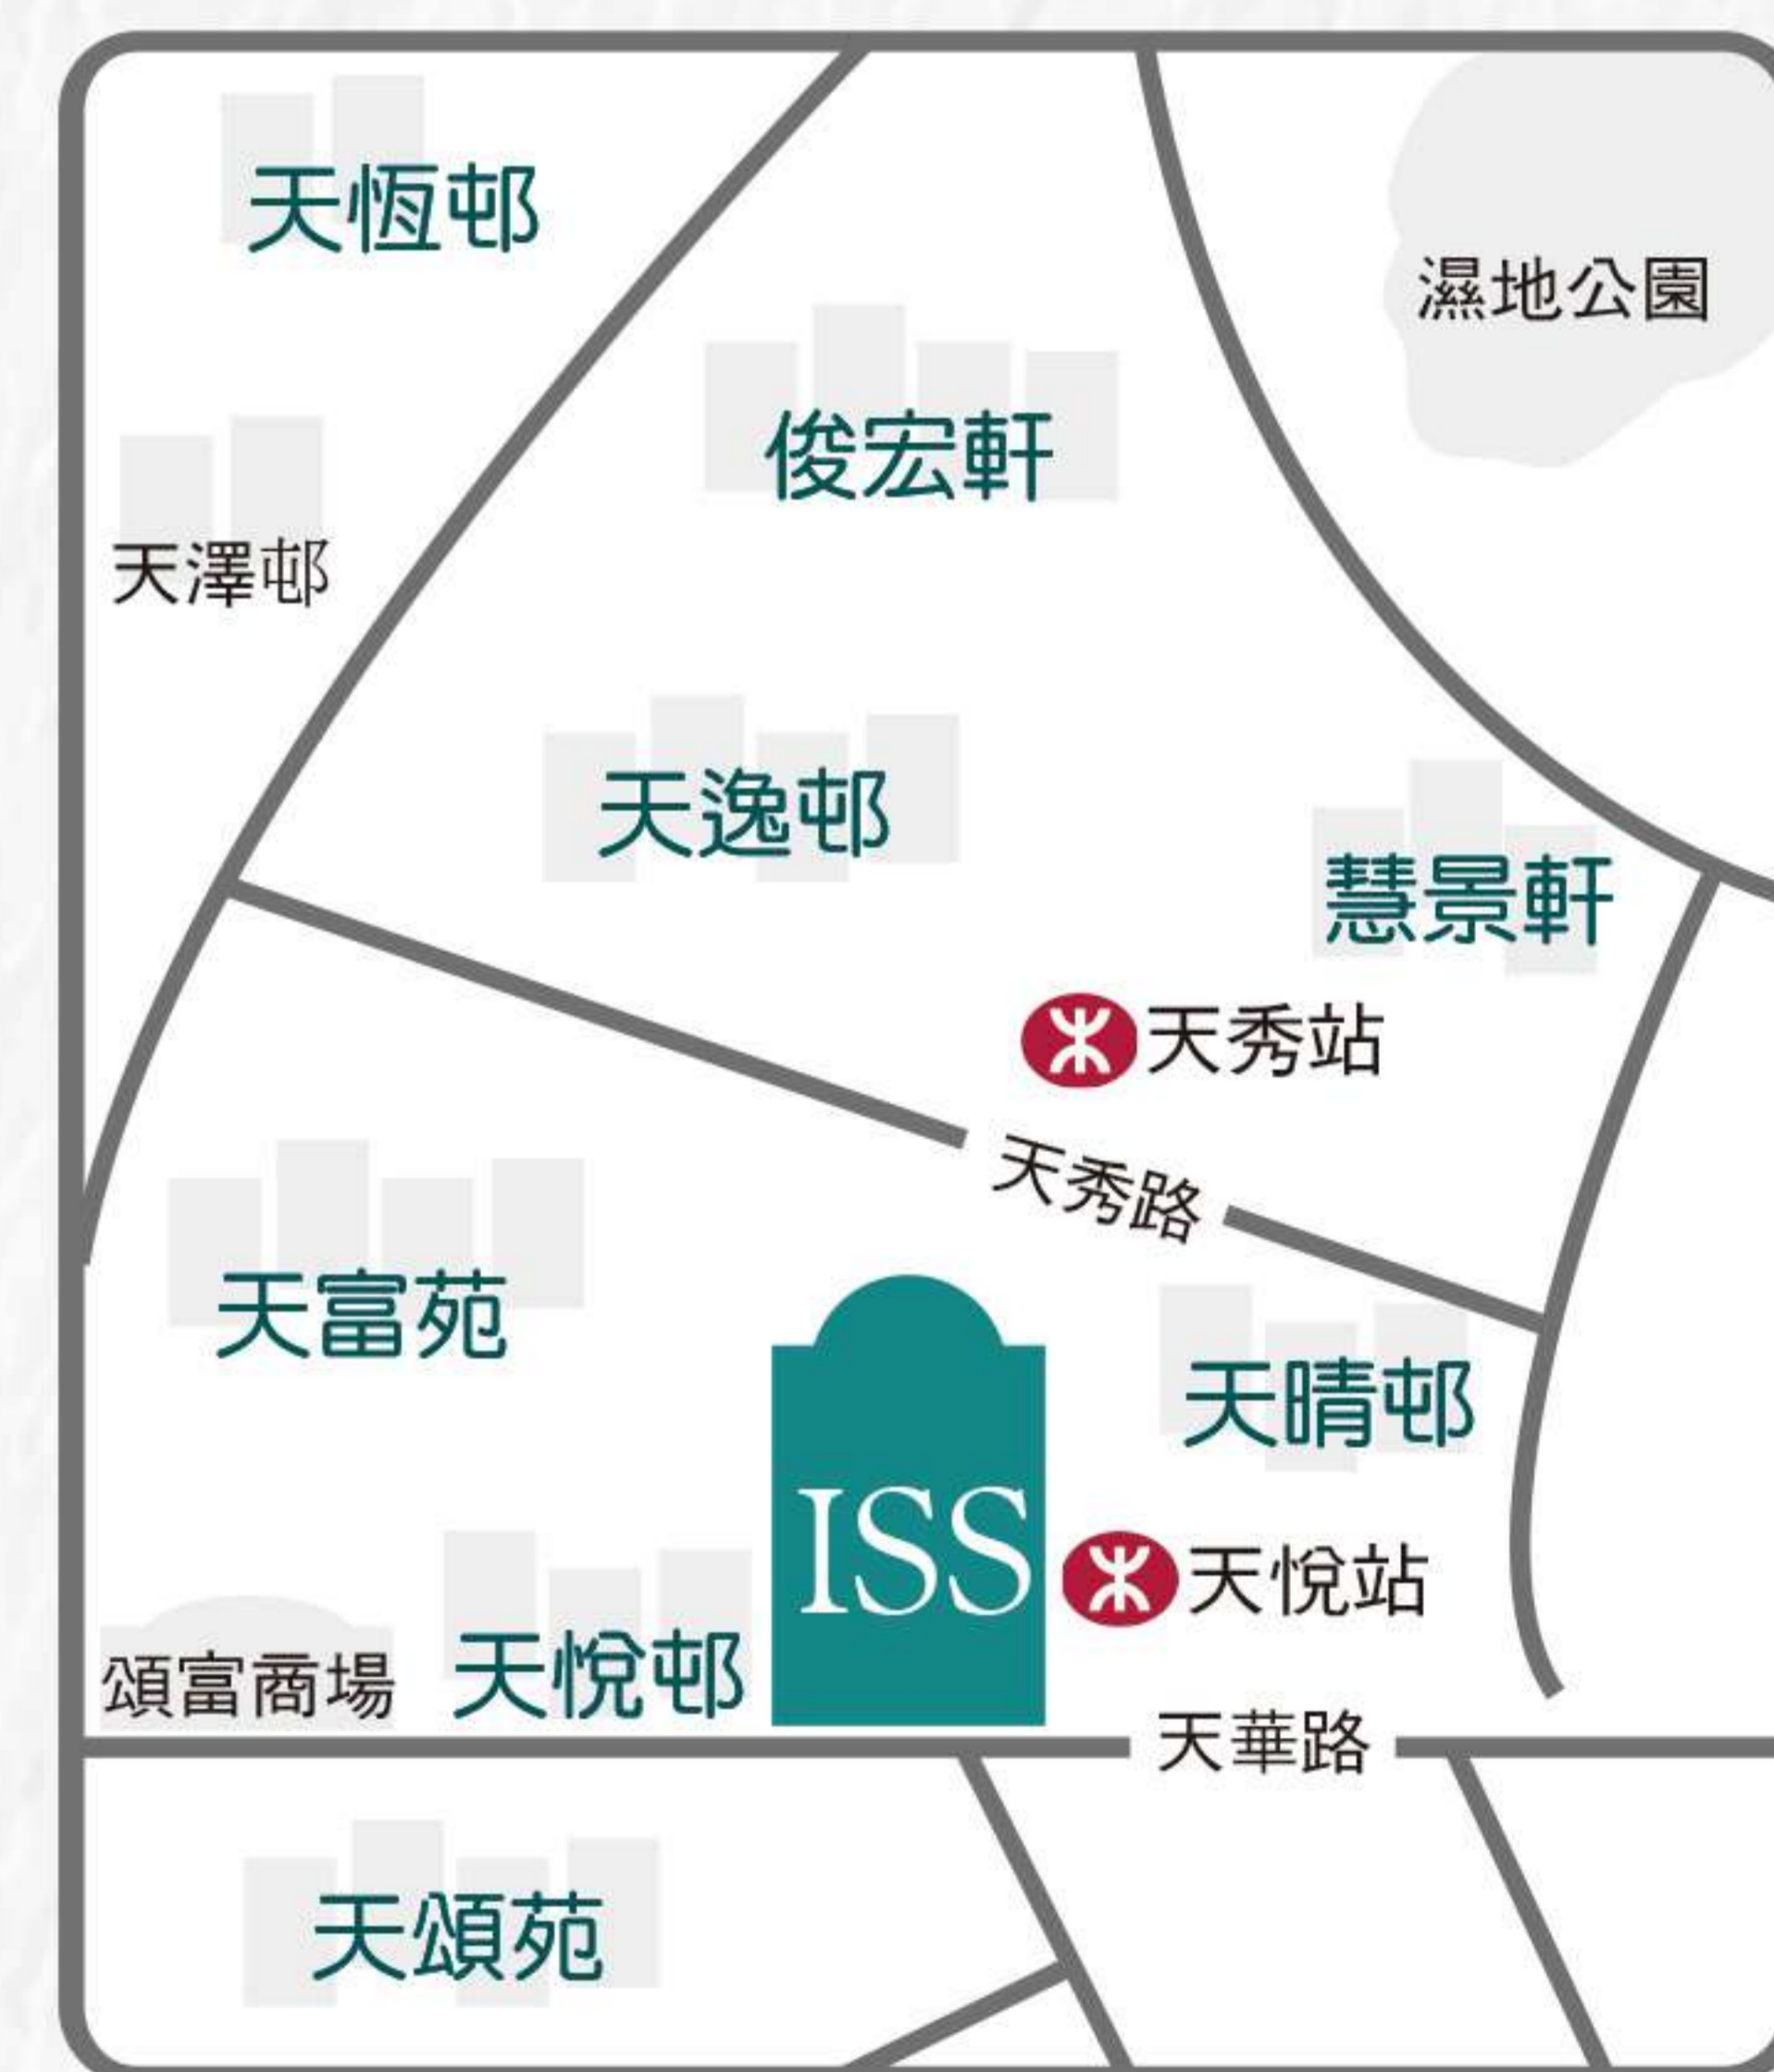 天恆邨
濕地公園
俊宏軒
天澤邨
天逸邨
慧景軒
天秀站
天秀路
天富苑
天晴邨
ISS
天悅站
頌富商場
天悅邨
天華路
天頌苑